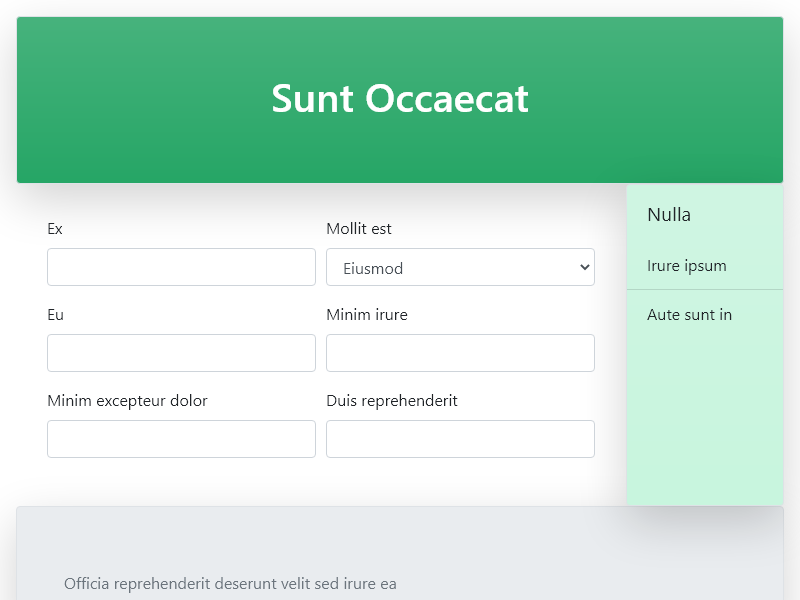 Sunt Occaecat
Ex
Mollit est
Eiusmod
Eu
Minim irure
Minim excepteur dolor
Duis reprehenderit
Nulla
Irure ipsum
Aute sunt in
Officia reprehenderit deserunt velit sed irure ea